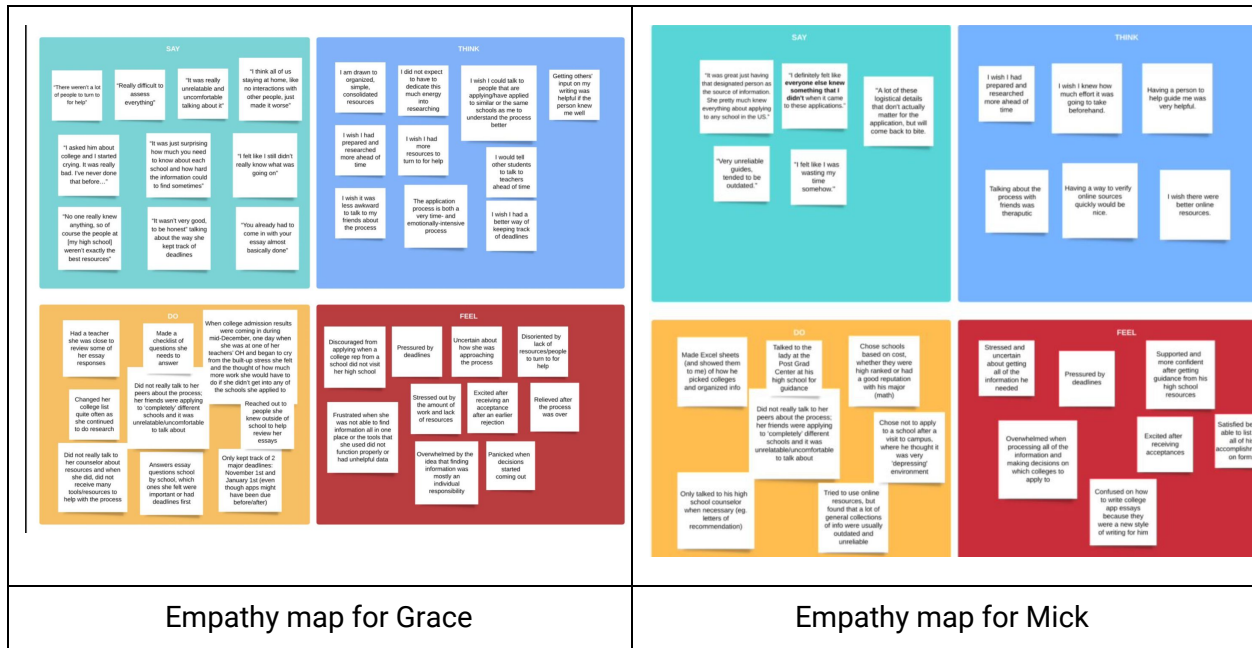 SAY
"There weren't a lot
of people to turn to
for help"
"Really difficult to
assess
everything"
"It was really
unrelatable and
uncomfortable
talking about it"
"I think all of us
staying at home, like
no interactions with
other people, just
made it worse"
"I asked him about
college and I started
crying. It was really
bad. I've never done
that before…"
"It was just surprising
how much you need
to know about each
school and how hard
the information could
to find sometimes"
"I felt like I still didn't
really know what was
going on"
"No one really knew
anything, so of
course the people at
[my high school]
weren't exactly the
best resources"
"It wasn't very good,
to be honest" talking
about the way she
kept track of
deadlines
"You already had to
come in with your
essay almost
basically done"
THINK
I am drawn to
organized,
simple,
consolidated
resources
I did not expect
to have to
dedicate this
much energy
into
researching
I wish I could talk to
people that are
applying/have applied
to similar or the same
schools as me to
understand the process
better
Getting others'
input on my
writing was
helpful if the
person knew
me well
I wish I had
prepared and
researched
more ahead of
time
I wish I had
more
resources to
turn to for help
I would tell
other students
to talk to
teachers
ahead of time
I wish it was
less awkward
to talk to my
friends about
the process
The application
process is both a
very time- and
emotionally-intensive
process
I wish I had a
better way of
keeping track
of deadlines
DO
Had a teacher
she was close to
review some of
her essay
responses
Made a
checklist of
questions she
needs to
answer
When college admission results
were coming in during
mid-December, one day when
she was at one of her
teachers' OH and began to cry
from the built-up stress she felt
and the thought of how much
more work she would have to
do if she didn't get into any of
the schools she applied to
Changed her
college list
quite often as
she continued
to do research
Did not really talk to her
peers about the process;
her friends were applying
to 'completely' different
schools and it was
unrelatable/uncomfortable
to talk about
Reached out to
people she
knew outside
of school to
help review her
essays
Did not really talk to
her counselor about
resources and when
she did, did not
receive many
tools/resources to
help with the process
Answers essay
questions school
by school,
which ones she
felt were
important or had
deadlines first
Only kept track of 2
major deadlines:
November 1st and
January 1st (even
though apps might
have been due
before/after)
FEEL
Discouraged from
applying when a
college rep from a
school did not visit
her high school
Pressured by
deadlines
Uncertain about
how she was
approaching
the process
Disoriented by
lack of
resources/people
to turn to for
help
Stressed out by
the amount of
work and lack
of resources
Excited after
receiving an
acceptance
after an earlier
rejection
Relieved after
the process
was over
Frustrated when she
was not able to find
information all in one
place or the tools that
she used did not
function properly or
had unhelpful data
Overwhelmed by the
idea that finding
information was
mostly an
individual
responsibility
Panicked when
decisions
started
coming out
Empathy map for Grace
SAY
"It was great just having
that designated person as
the source of information.
She pretty much knew
everything about applying
to any school in the US."
"I definitely felt like
everyone else knew
something that I
didn't when it came
to these applications."
"A lot of these
logistical details
that don't actually
matter for the
application, but will
come back to bite.
"Very unreliable
guides,
tended to be
outdated."
"I felt like I was
wasting my
time
somehow."
THINK
I wish I had
prepared and
researched
more ahead of
time
I wish I knew how
much effort it was
going to take
beforehand.
Having a person to
help guide me was
very helpful.
Talking about the
process with
friends was
theraputic
Having a way to verify
online sources
quickly would be
nice.
I wish there were
better online
resources.
DO
Made Excel sheets
(and showed them
to me) of how he
picked colleges
and organized info
Talked to the
lady at the
Post Grad
Center at his
high school for
guidance
Chose schools
based on cost,
whether they were
high ranked or had
a good reputation
with his major
(math)
Did not really talk to her
peers about the process;
her friends were applying
to 'completely' different
schools and it was
unrelatable/uncomfortable
to talk about
Chose not to apply
to a school after a
visit to campus,
where he thought it
was very
'depressing'
environment
Only talked to his high
school counselor
when necessary (eg.
letters of
recommendation)
Tried to use online
resources, but
found that a lot of
general collections
of info were usually
outdated and
unreliable
FEEL
Stressed and
uncertain
about getting
all of the
information he
needed
Pressured by
deadlines
Supported and
more confident
after getting
guidance from his
high school
resources
Overwhelmed when
processing all of the
information and
making decisions on
which colleges to
apply to
Excited after
receiving
acceptances
Satisfied be
able to list
all of his
accomplish
on form
Confused on how
to write college
app essays
because they
were a new style
of writing for him
Empathy map for Mick